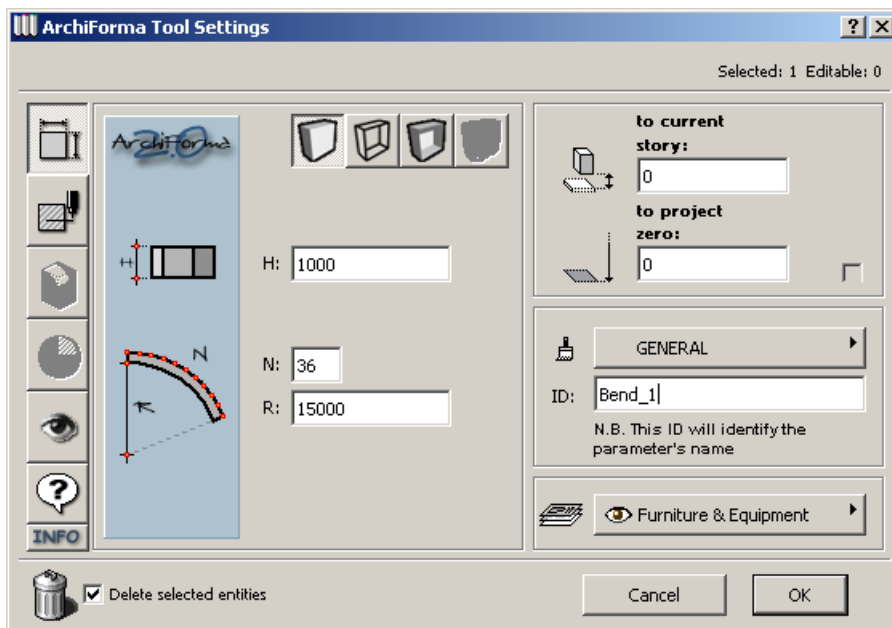 ArchiForma Tool Settings
Selected: 1 Editable: 0
ArchiForma
2.0
to current
story:
0
to project
zero:
0
H
H: 1000
N
R
N: 36
R: 15000
GENERAL
ID: Bend_1
N.B. This ID will identify the
parameter's name
Furniture & Equipment
?
INFO
Delete selected entities
Cancel
OK